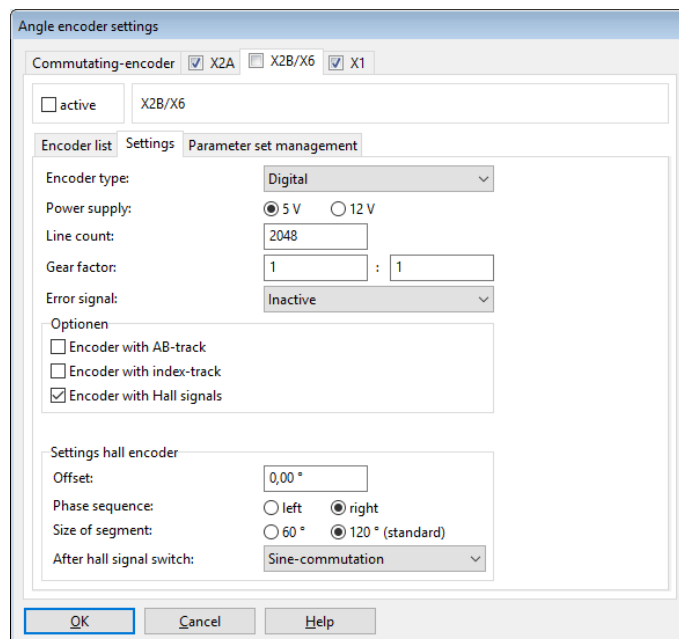 Angle encoder settings
Commutating-encoder X2A X2B/X6 X1
active X2B/X6
Encoder list Settings Parameter set management
Encoder type: Digital
Power supply: 5 V 12 V
Line count: 2048
Gear factor: 1 : 1
Error signal: Inactive
Optionen
Encoder with AB-track
Encoder with index-track
Encoder with Hall signals
Settings hall encoder
Offset: 0,00 °
Phase sequence: left right
Size of segment: 60 ° 120 ° (standard)
After hall signal switch: Sine-commutation
OK Cancel Help